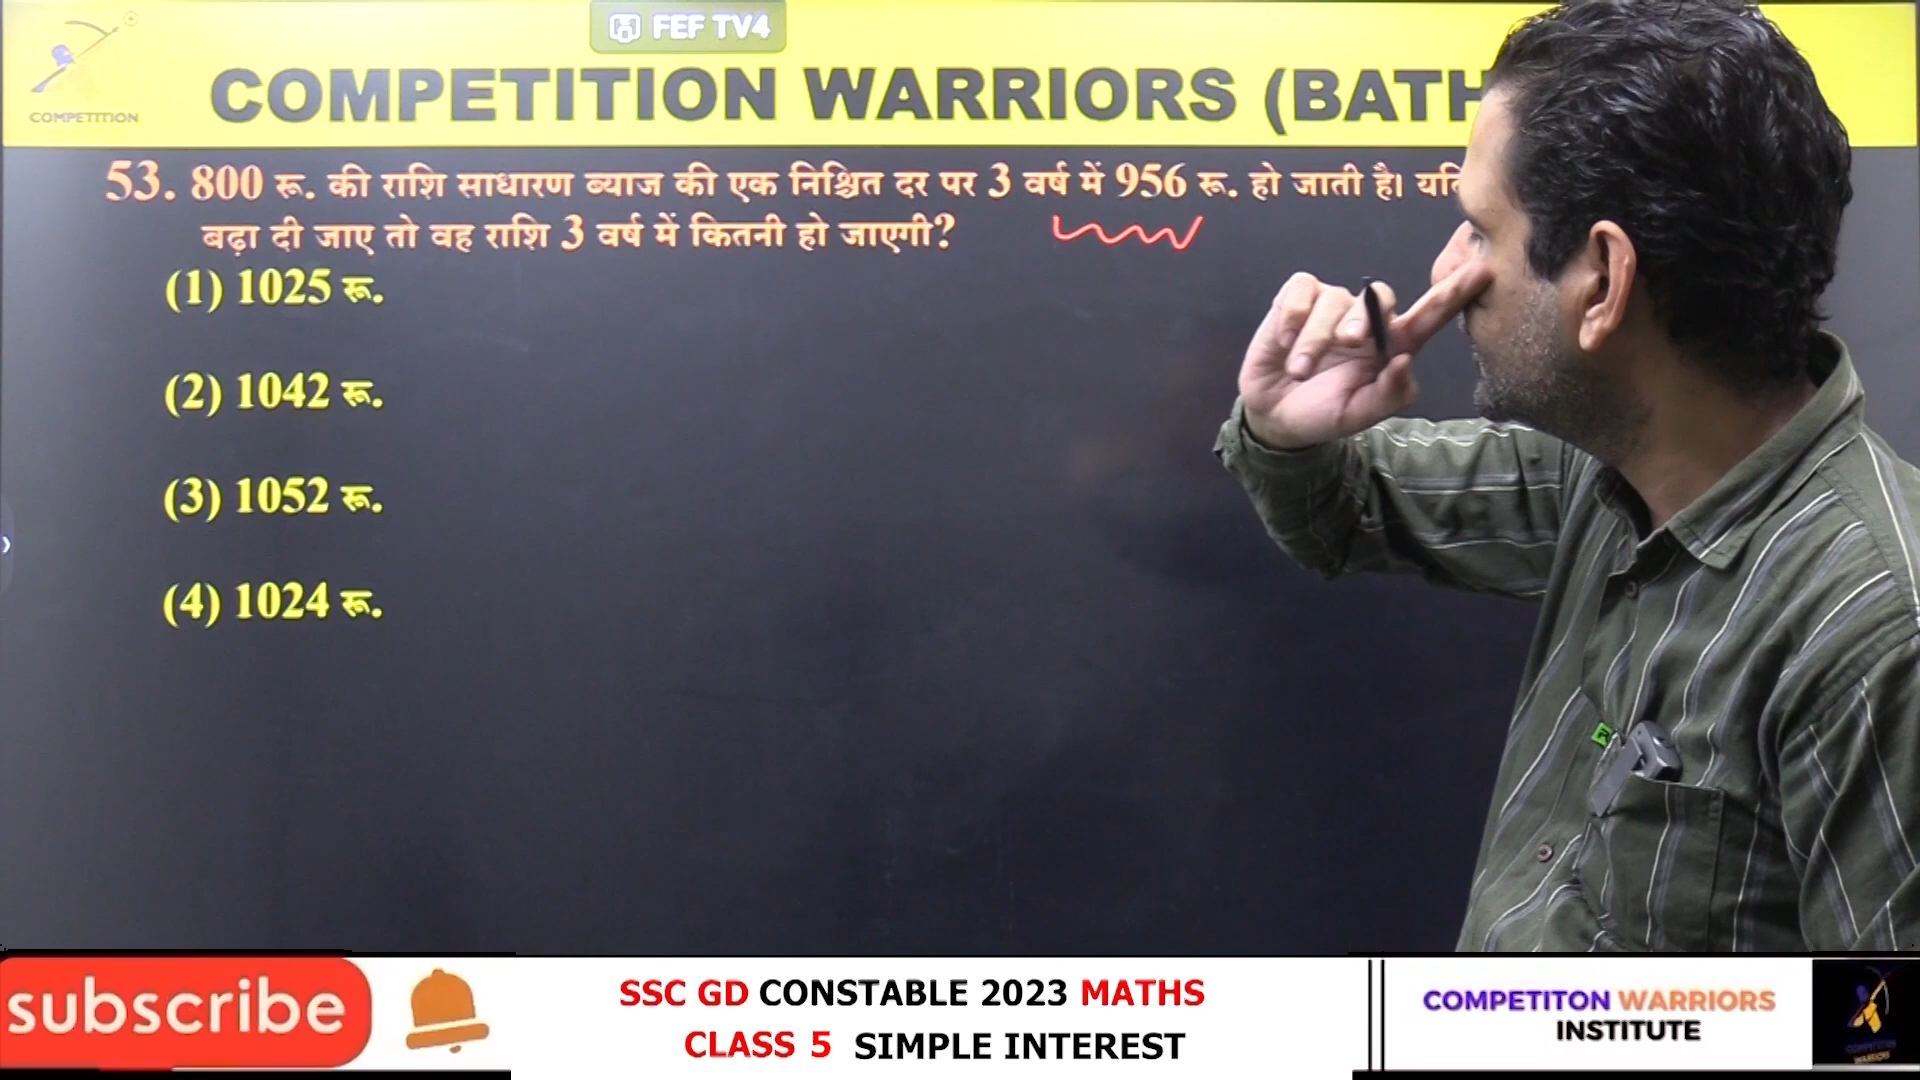 FEF TV4
COMPETITION WARRIORS (BATH
COMPETITION
53. 800 रू. की राशि साधारण ब्याज की एक निश्चित दर पर 3 वर्ष में 956 रू. हो जाती है।
बढ़ा दी जाए तो वह राशि 3 वर्ष में कितनी हो जाएगी?
(1) 1025 रू.
(2) 1042 रू.
(3) 1052 रू.
(4) 1024 रू.
subscribe
SSC GD CONSTABLE 2023 MATHS
CLASS 5 SIMPLE INTEREST
COMPETITON WARRIORS
INSTITUTE